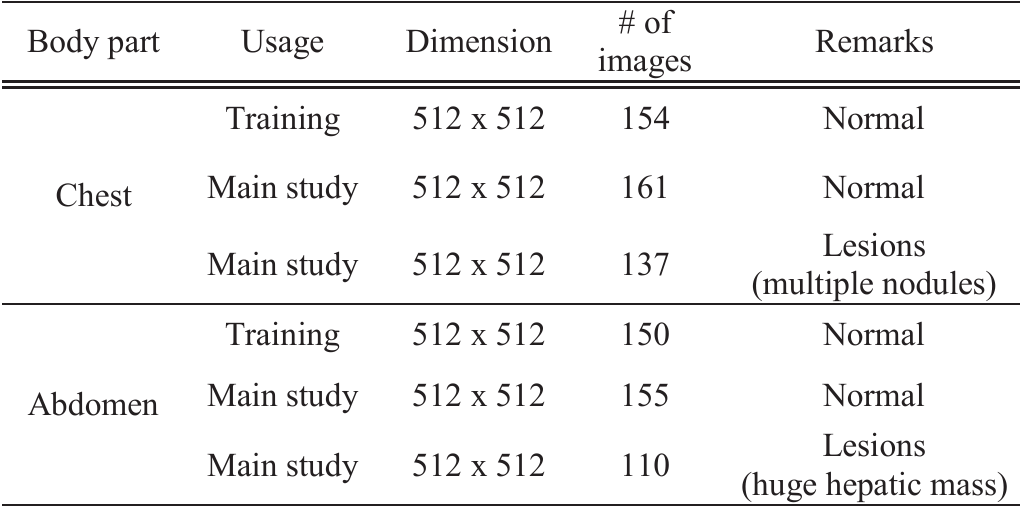 Body part Usage Dimension # of images Remarks
Chest Training 512 x 512 154 Normal
Main study 512 x 512 161 Normal
Main study 512 x 512 137 Lesions (multiple nodules)
Abdomen Training 512 x 512 150 Normal
Main study 512 x 512 155 Normal
Main study 512 x 512 110 Lesions (huge hepatic mass)